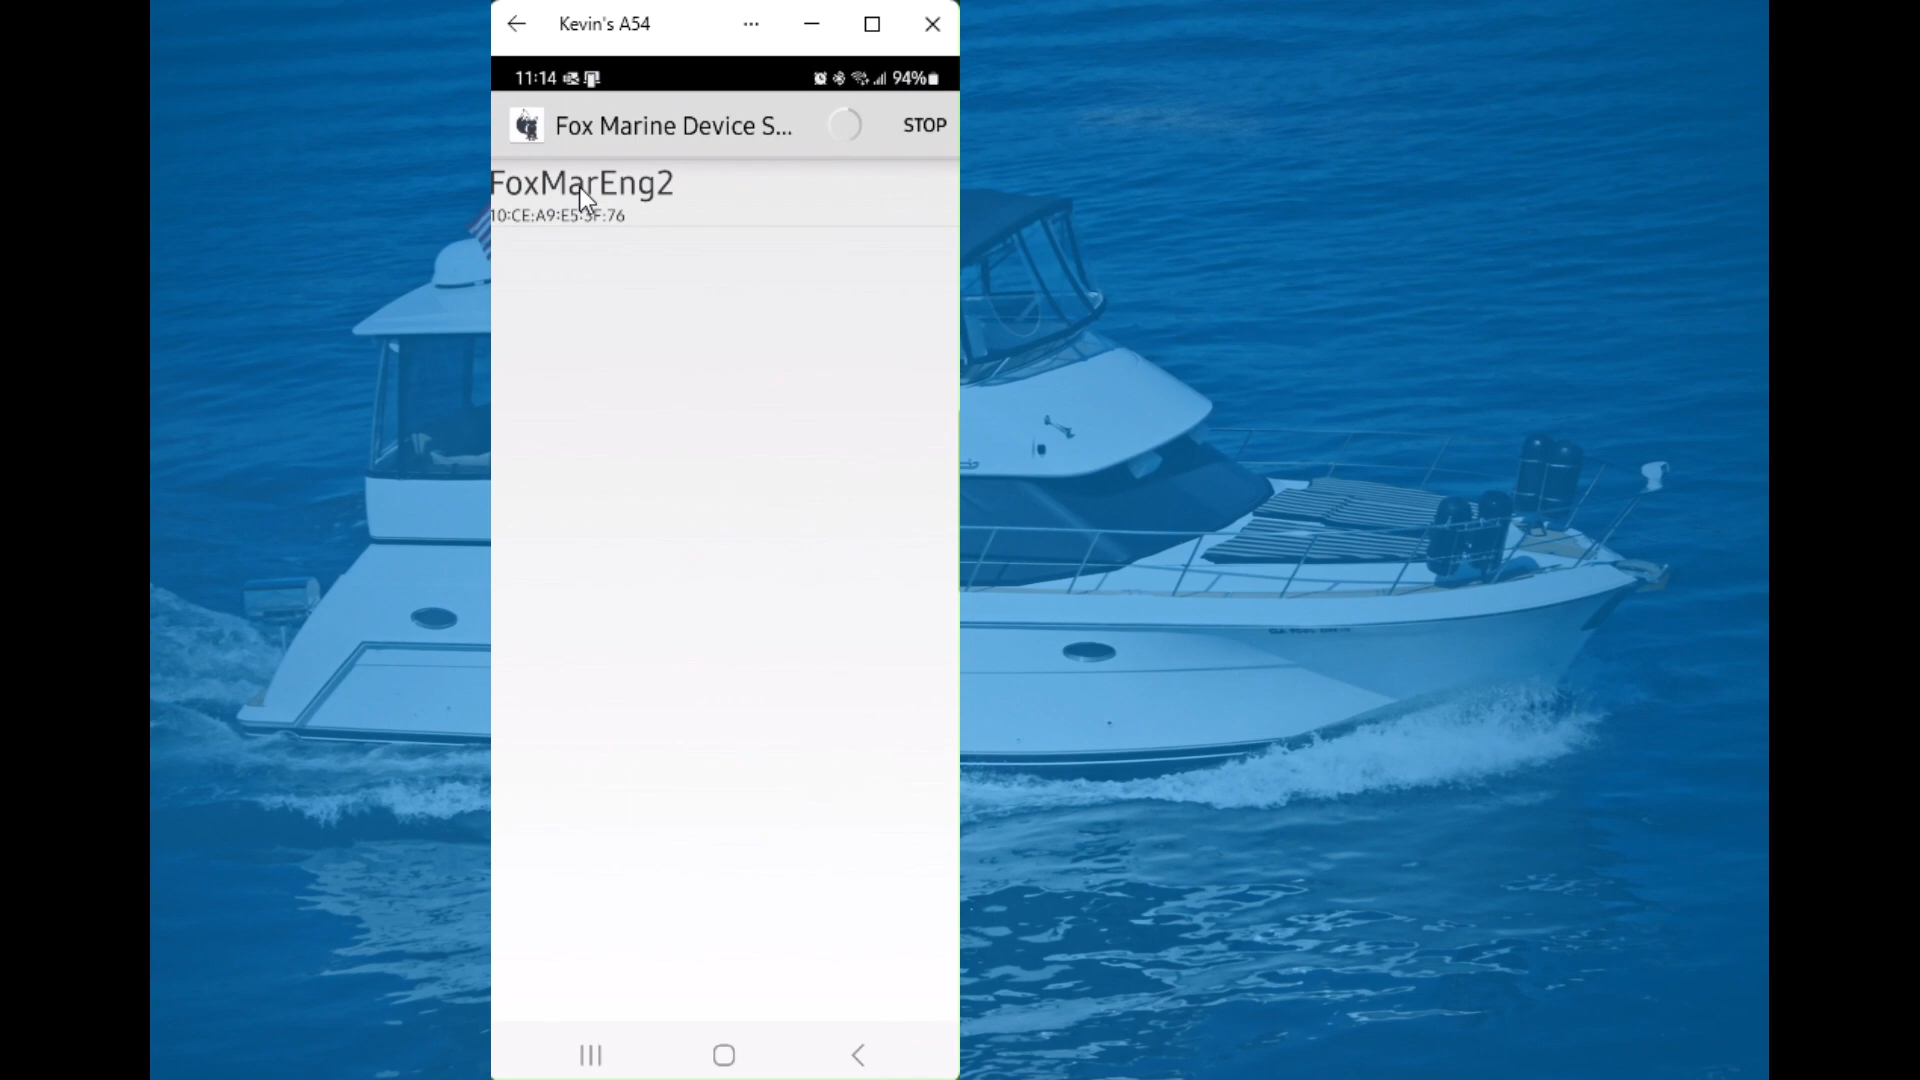 Kevin's A54
11:14
94%
Fox Marine Device S...
STOP
FoxMarEng2
10:CE:A9:E5:3F:76